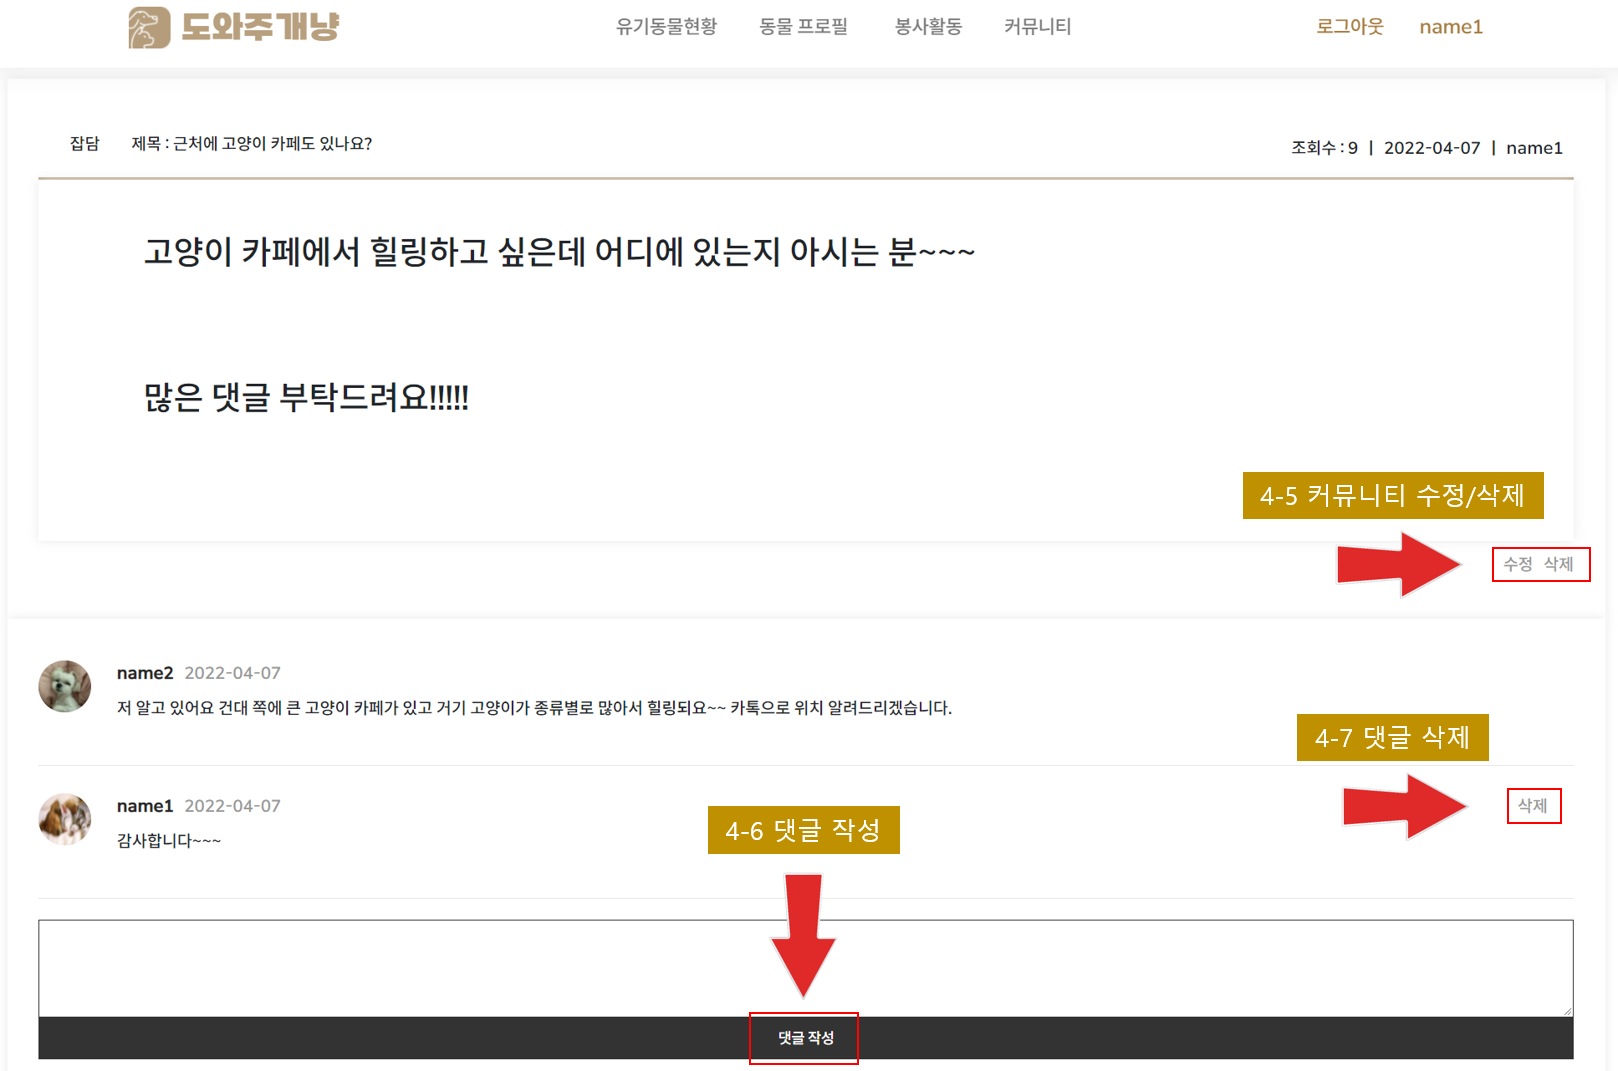 도와주개냥 유기동물현황 동물 프로필 봉사활동 커뮤니티 로그아웃 name1
잡담 제목 : 근처에 고양이 카페도 있나요? 조회수 : 9 | 2022-04-07 | name1
고양이 카페에서 힐링하고 싶은데 어디에 있는지 아시는 분~~~
많은 댓글 부탁드려요!!!!!
4-5 커뮤니티 수정/삭제
수정 삭제
name2 2022-04-07
저 알고 있어요 건대 쪽에 큰 고양이 카페가 있고 거기 고양이가 종류별로 많아서 힐링되요~~ 카톡으로 위치 알려드리겠습니다.
4-7 댓글 삭제
name1 2022-04-07 삭제
감사합니다~~~
4-6 댓글 작성
댓글 작성